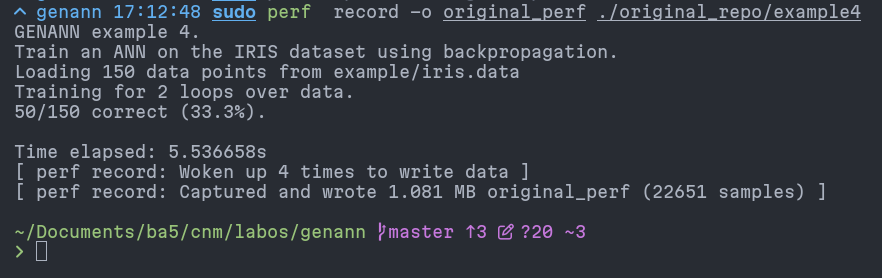 ^ genann 17:12:48 sudo perf  record -o original_perf ./original_repo/example4
GENANN example 4.
Train an ANN on the IRIS dataset using backpropagation.
Loading 150 data points from example/iris.data
Training for 2 loops over data.
50/150 correct (33.3%).
Time elapsed: 5.536658s
[ perf record: Woken up 4 times to write data ]
[ perf record: Captured and wrote 1.081 MB original_perf (22651 samples) ]
~/Documents/ba5/cnm/labos/genann master ↑3 ?20 ~3
>